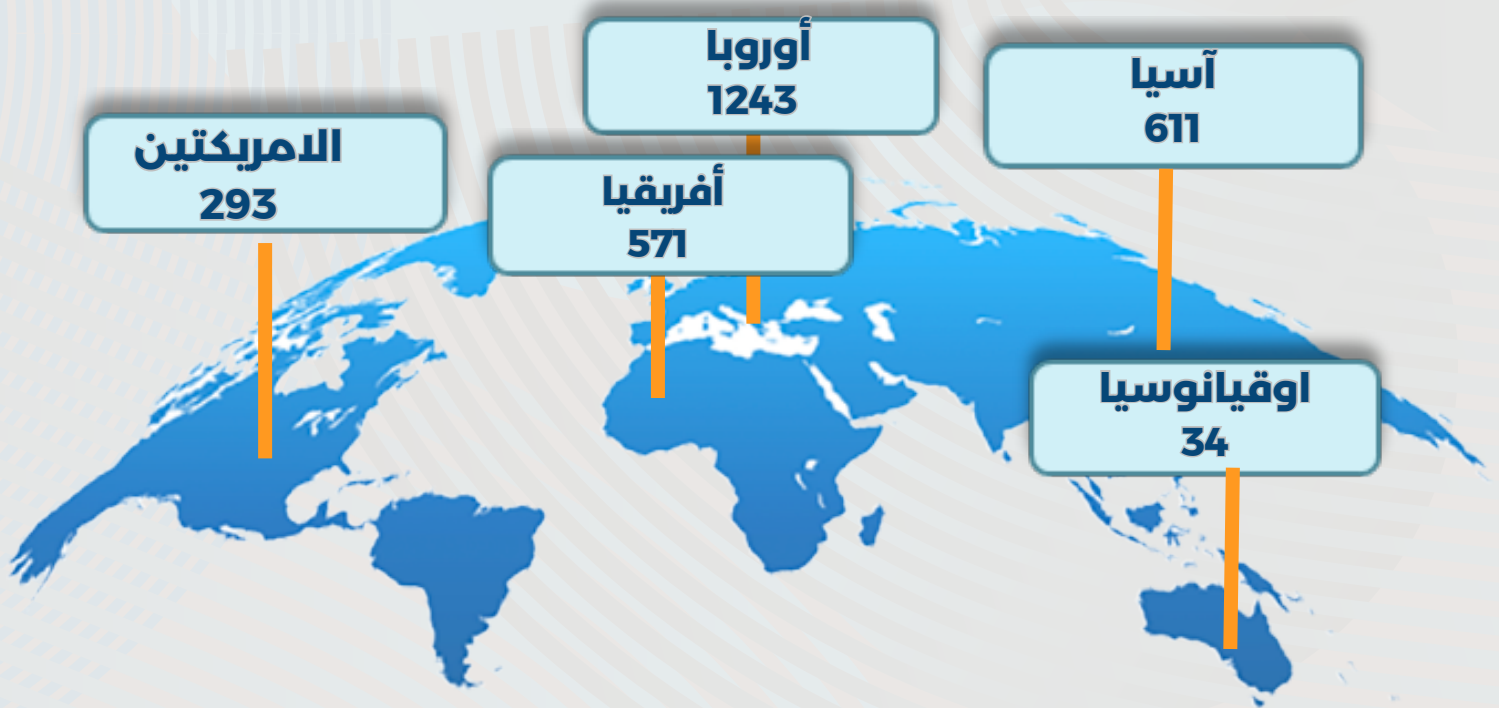 أوروبا
1243
آسيا
611
الامريكتين
293
أفريقيا
571
اوقيانوسيا
34